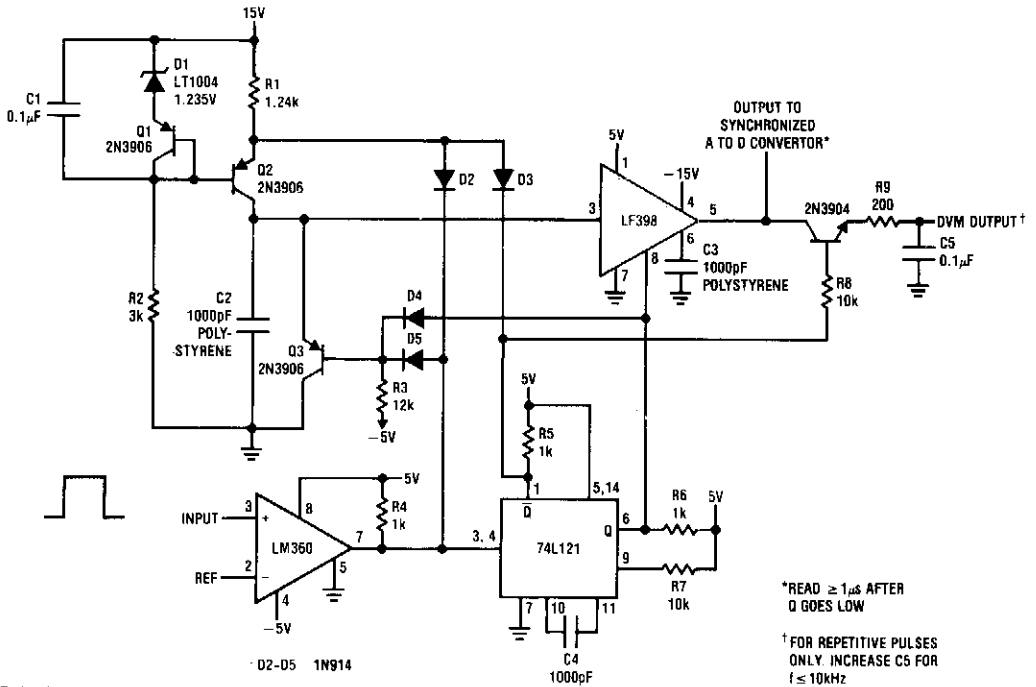 15V
D1
LT1004
1.235V
C1
0.1µF
Q1
2N3906
R1
1.24k
Q2
2N3906
D2
D3
5V
1
-15V
4
3
LF398
5
6
8
7
C3
1000pF
POLYSTYRENE
OUTPUT TO
SYNCHRONIZED
A TO D CONVERTOR*
2N3904
R9
200
DVM OUTPUT†
C5
0.1µF
R8
10k
R2
3k
C2
1000pF
POLY-
STYRENE
D4
D5
Q3
2N3906
R3
12k
-5V
5V
R5
1k
1
5,14
Q̅
INPUT
3
+
8
5V
R4
1k
LM360
7
REF
2
−
5
4
-5V
3, 4
74L121
Q
6
R6
1k
5V
9
R7
10k
7
10
11
C4
1000pF
D2-D5 1N914
*READ ≥ 1µs AFTER
Q GOES LOW
†FOR REPETITIVE PULSES
ONLY. INCREASE C5 FOR
f ≤ 10kHz